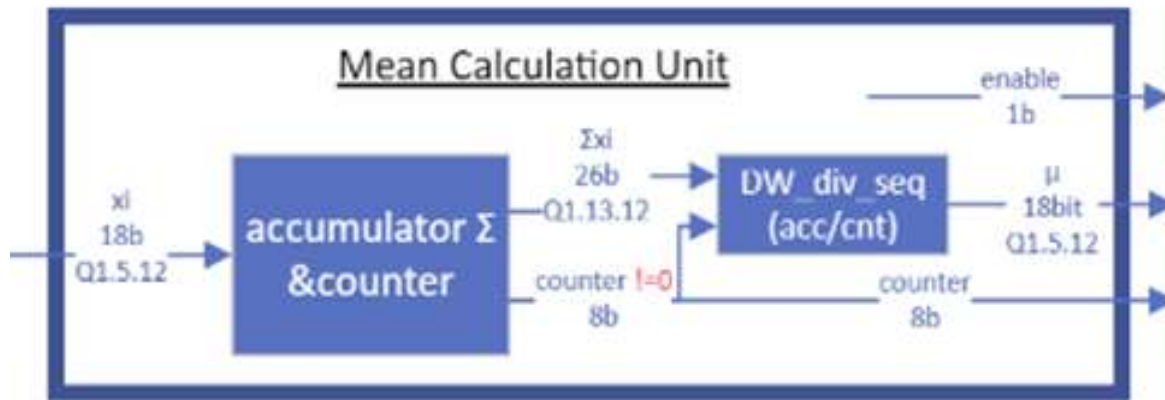 Mean Calculation Unit
enable
1b
Σxi
26b
Q1.13.12
xi
18b
Q1.5.12
accumulator Σ
&counter
DW_div_seq
(acc/cnt)
μ
18bit
Q1.5.12
counter !=0
8b
counter
8b